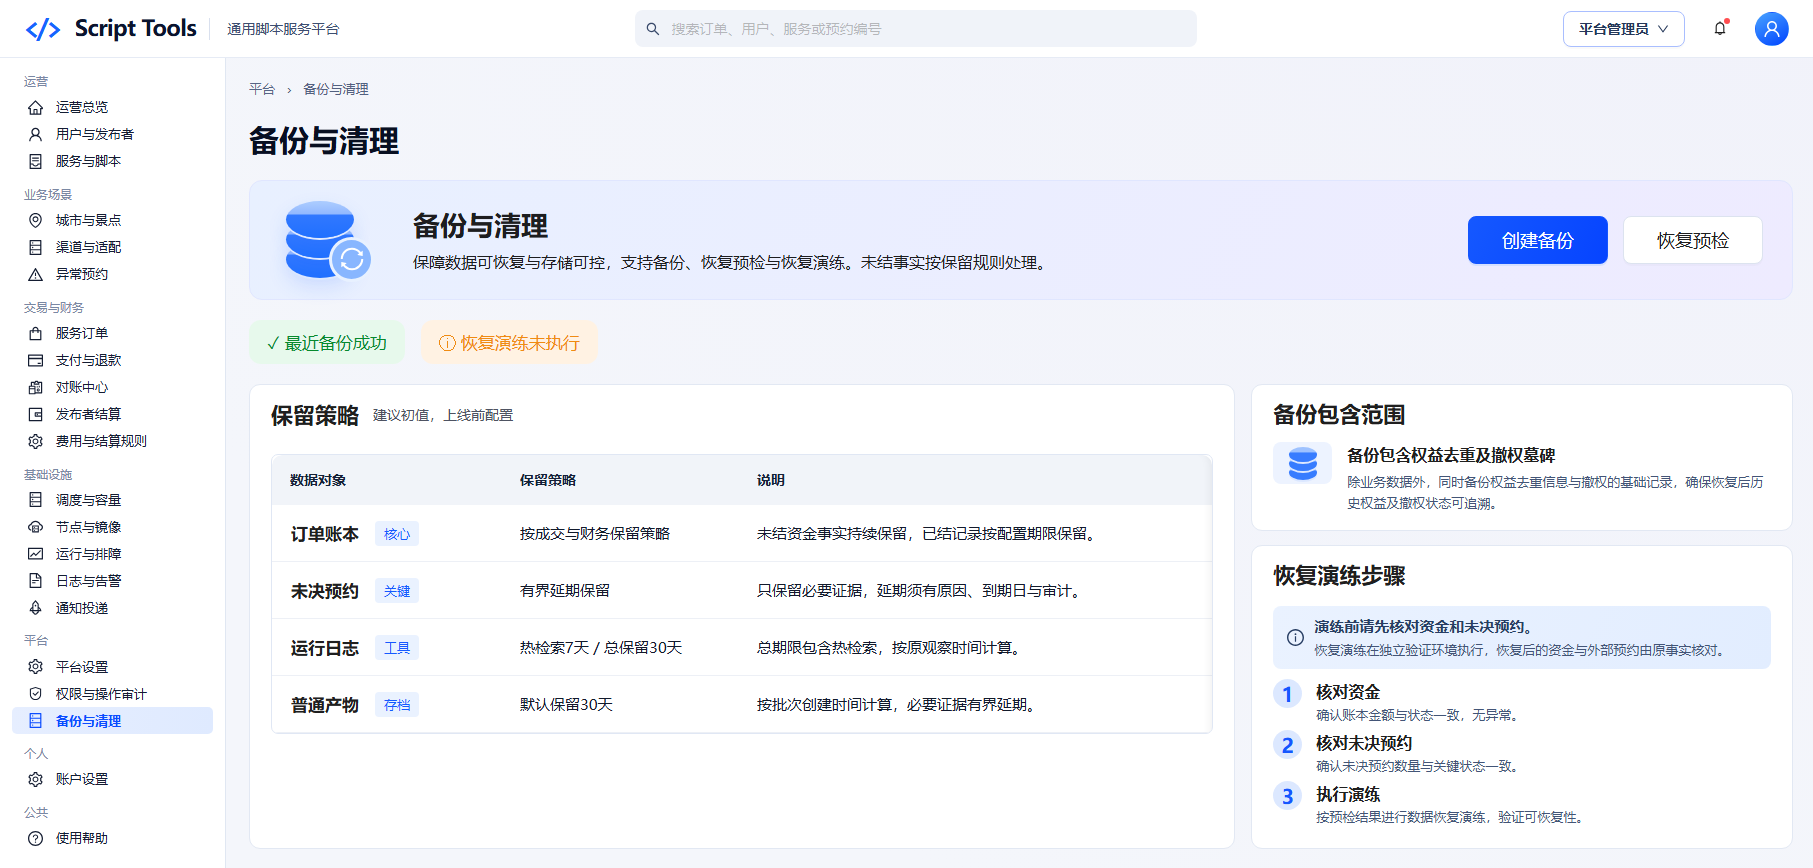 Script Tools
通用脚本服务平台
搜索订单、用户、服务或预约编号
平台管理员
运营
运营总览
用户与发布者
服务与脚本
业务场景
城市与景点
渠道与适配
异常预约
交易与财务
服务订单
支付与退款
对账中心
发布者结算
费用与结算规则
基础设施
调度与容量
节点与镜像
运行与排障
日志与告警
通知投递
平台
平台设置
权限与操作审计
备份与清理
个人
账户设置
公共
使用帮助
平台 › 备份与清理
备份与清理
备份与清理
保障数据可恢复与存储可控，支持备份、恢复预检与恢复演练。未结事实按保留规则处理。
创建备份
恢复预检
✓ 最近备份成功
恢复演练未执行
保留策略 建议初值，上线前配置
数据对象 保留策略 说明
订单账本 核心 按成交与财务保留策略 未结资金事实持续保留，已结记录按配置期限保留。
未决预约 关键 有界延期保留 只保留必要证据，延期须有原因、到期日与审计。
运行日志 工具 热检索7天 / 总保留30天 总期限包含热检索，按原观察时间计算。
普通产物 存档 默认保留30天 按批次创建时间计算，必要证据有界延期。
备份包含范围
备份包含权益去重及撤权墓碑
除业务数据外，同时备份权益去重信息与撤权的基础记录，确保恢复后历
史权益及撤权状态可追溯。
恢复演练步骤
演练前请先核对资金和未决预约。
恢复演练在独立验证环境执行，恢复后的资金与外部预约由原事实核对。
1 核对资金
确认账本金额与状态一致，无异常。
2 核对未决预约
确认未决预约数量与关键状态一致。
3 执行演练
按预检结果进行数据恢复演练，验证可恢复性。